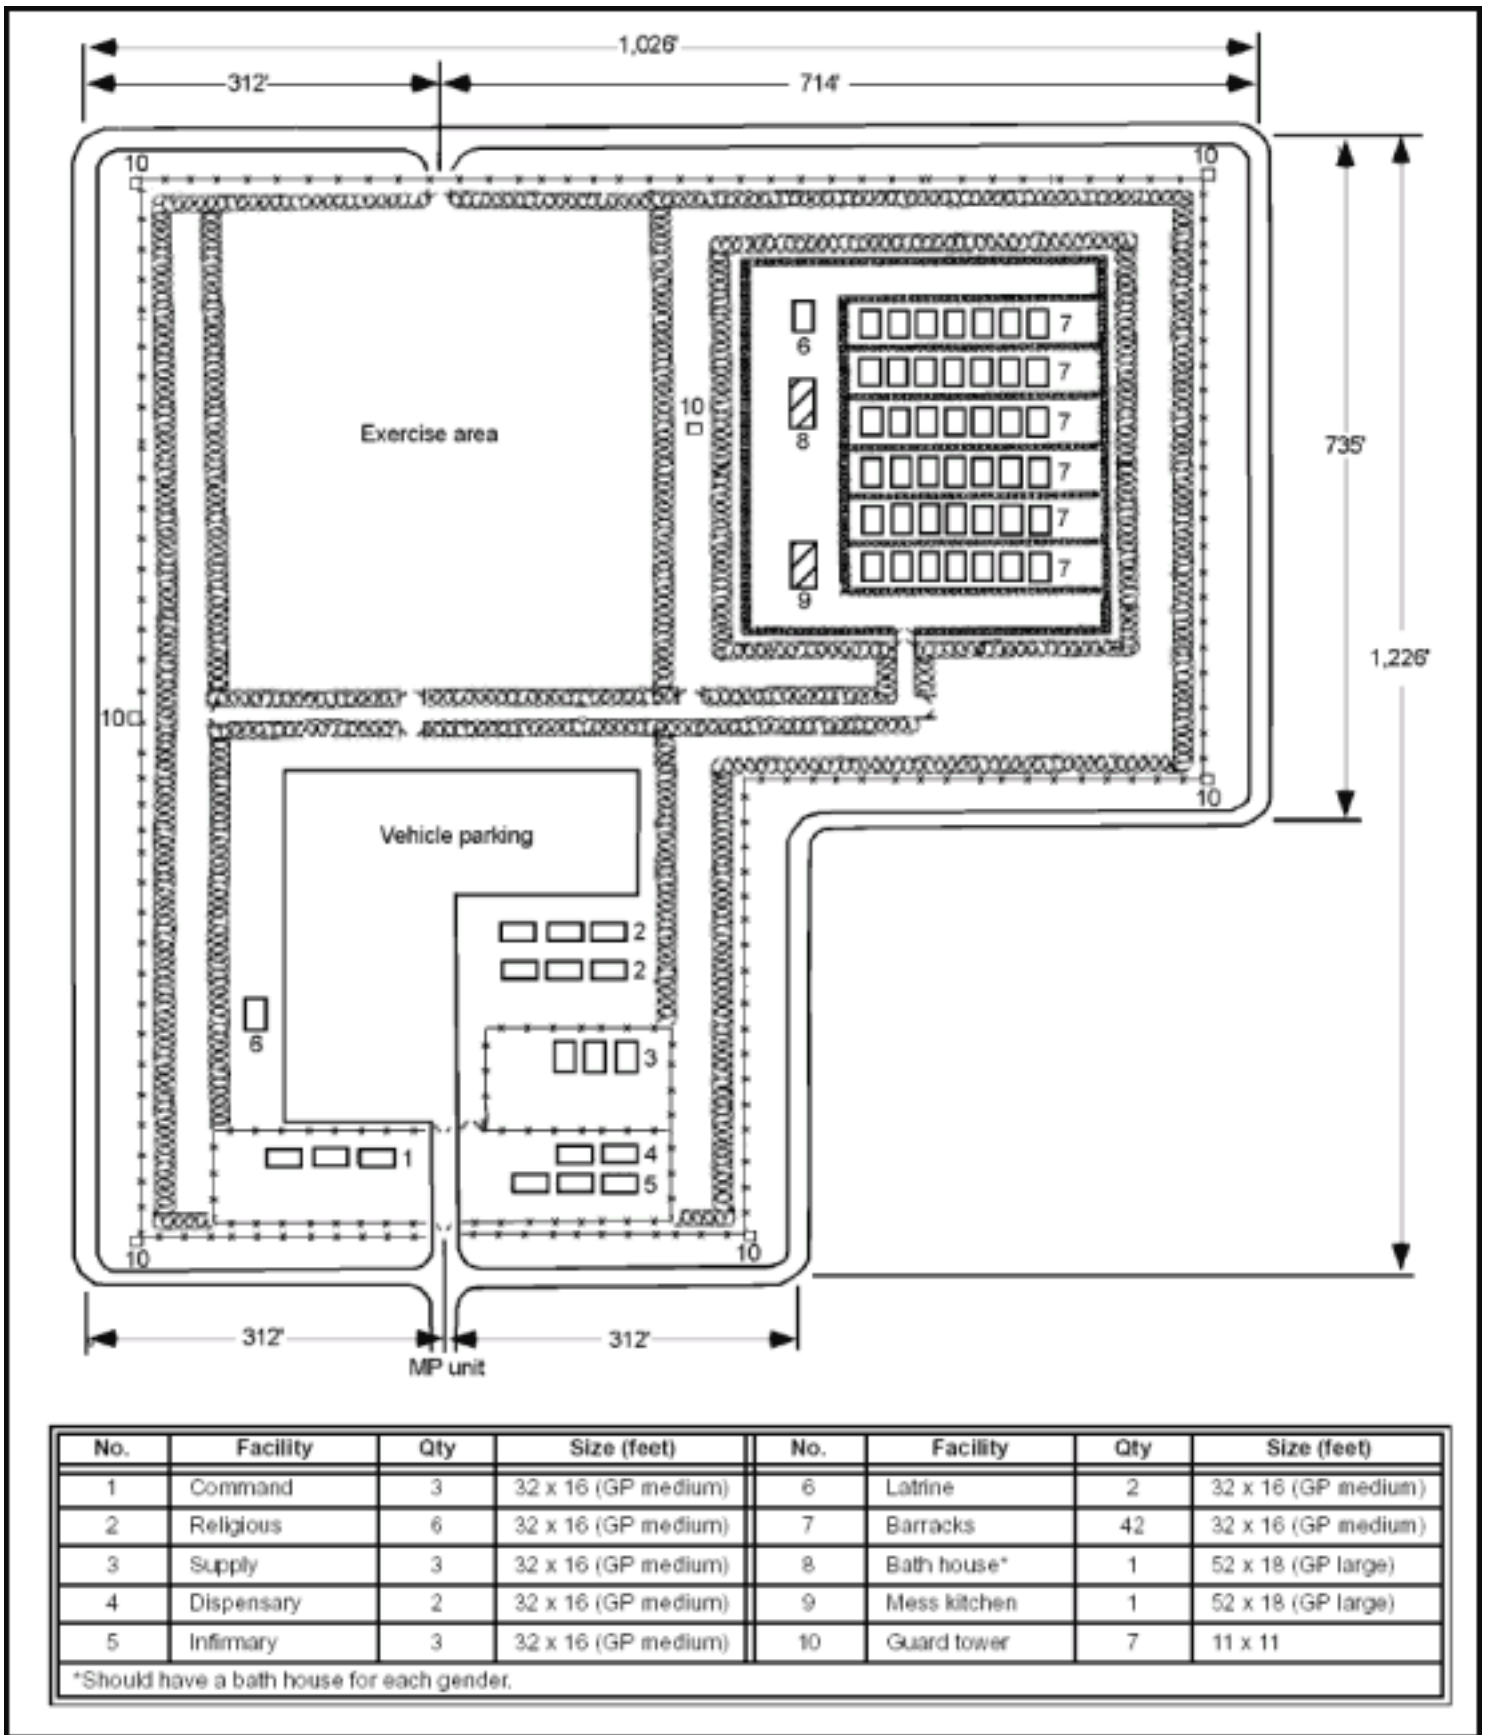 1,026'
312' 714'
10 10
6 7
7
10
Exercise area 8 7
735'
7
7
9 7
1,226'
10
10
Vehicle parking
2
2
6 3
1 4
5
10 10
312' 312'
MP unit
No. Facility Qty Size (feet) No. Facility Qty Size (feet)
1 Command 3 32 x 16 (GP medium) 6 Latrine 2 32 x 16 (GP medium)
2 Religious 6 32 x 16 (GP medium) 7 Barracks 42 32 x 16 (GP medium)
3 Supply 3 32 x 16 (GP medium) 8 Bath house* 1 52 x 18 (GP large)
4 Dispensary 2 32 x 16 (GP medium) 9 Mess kitchen 1 52 x 18 (GP large)
5 Infirmary 3 32 x 16 (GP medium) 10 Guard tower 7 11 x 11
*Should have a bath house for each gender.